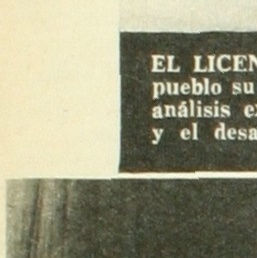 EL LICEN
pueblo su
análisis e
y el desa